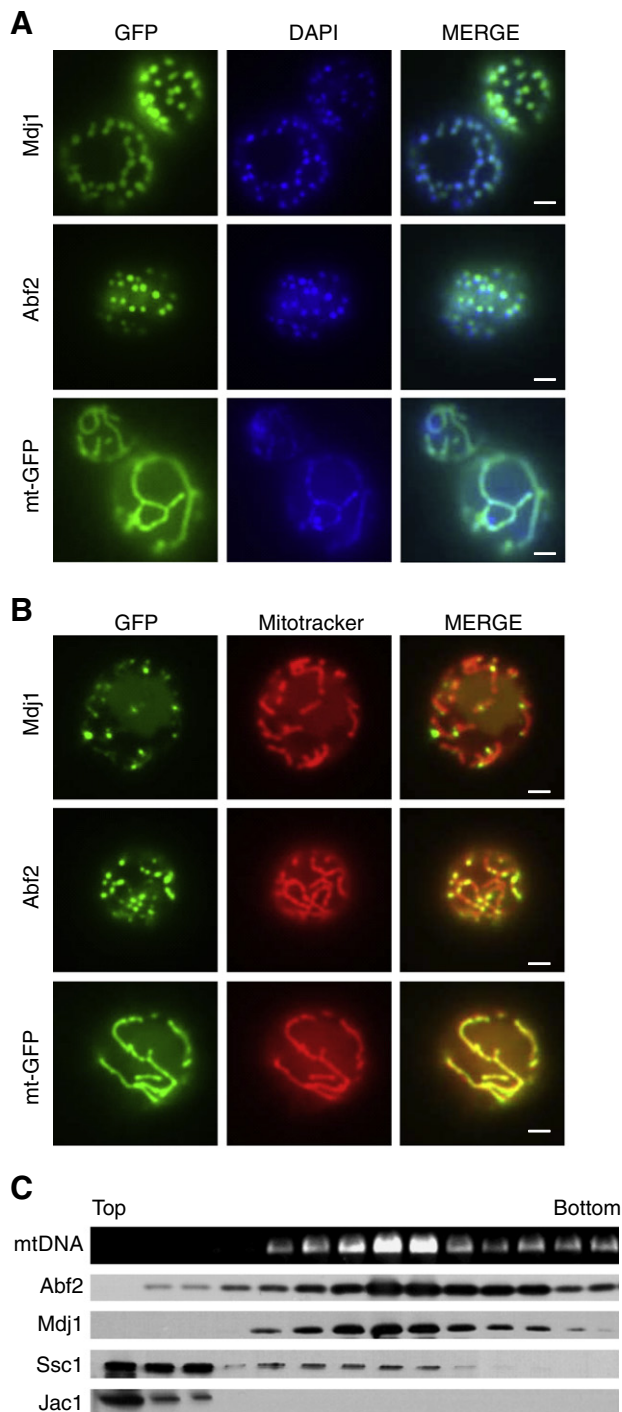 A
GFP DAPI MERGE
Mdj1
Abf2
mt-GFP
B
GFP Mitotracker MERGE
Mdj1
Abf2
mt-GFP
C
Top Bottom
mtDNA
Abf2
Mdj1
Ssc1
Jac1